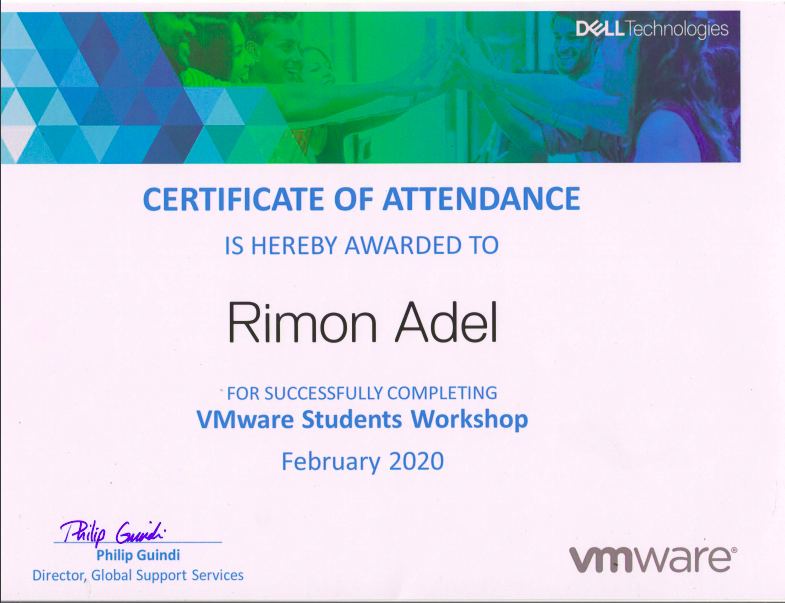 DELLTechnologies
CERTIFICATE OF ATTENDANCE
IS HEREBY AWARDED TO
Rimon Adel
FOR SUCCESSFULLY COMPLETING
VMware Students Workshop
February 2020
Philip Guindi
Philip Guindi
Director, Global Support Services
vmware®